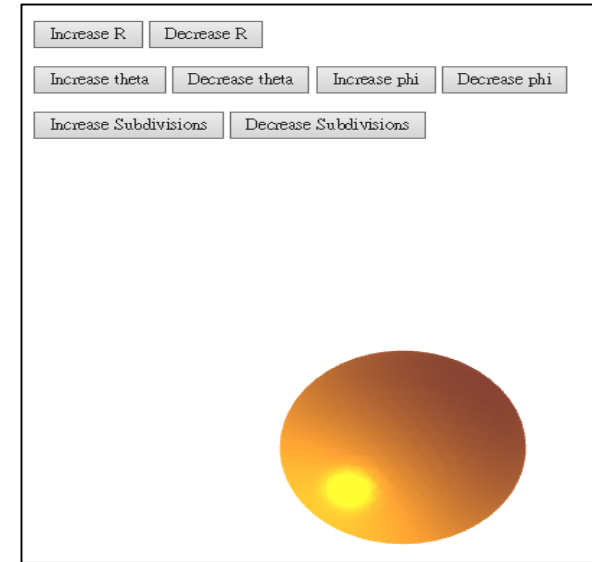 Increase R Decrease R
Increase theta Decrease theta Increase phi Decrease phi
Increase Subdivisions Decrease Subdivisions